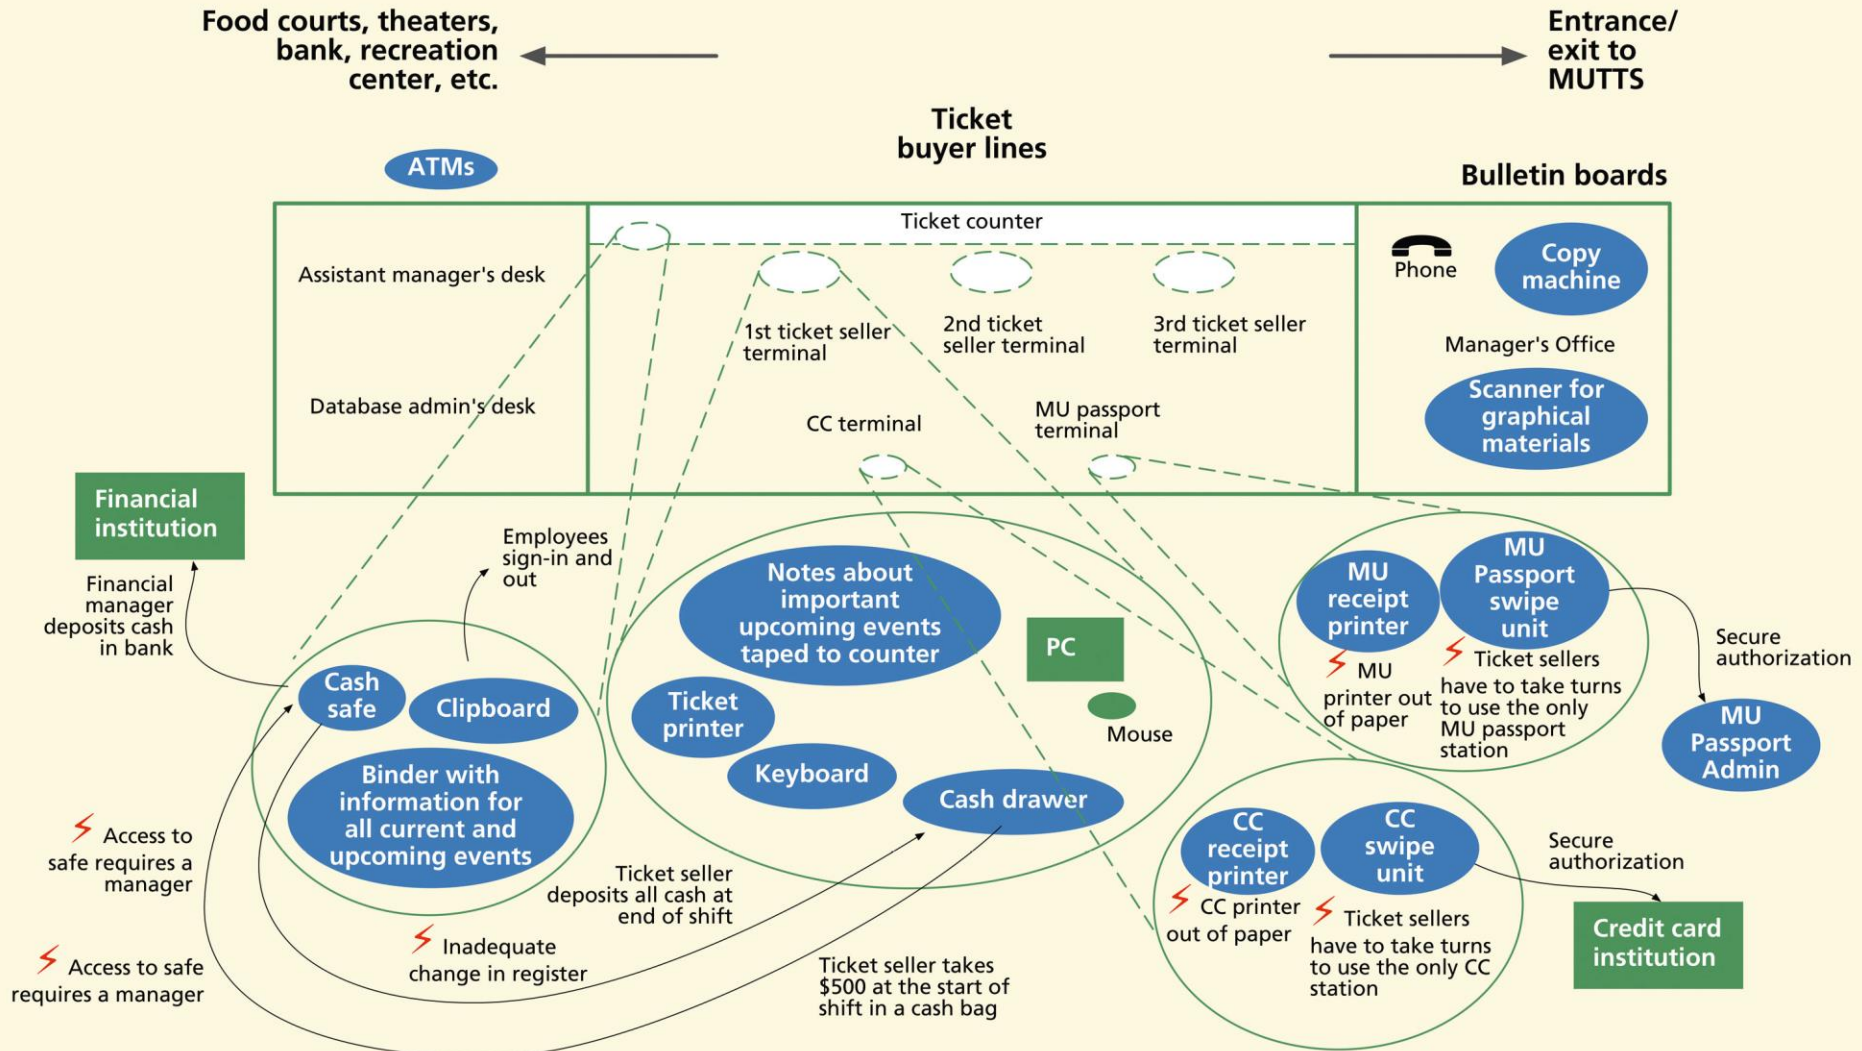 Food courts, theaters,
bank, recreation
center, etc.
Entrance/
exit to
MUTTS
Ticket
buyer lines
ATMs
Bulletin boards
Ticket counter
Assistant manager's desk
Database admin's desk
1st ticket seller
terminal
2nd ticket
seller terminal
3rd ticket seller
terminal
CC terminal
MU passport
terminal
Phone
Copy
machine
Manager's Office
Scanner for
graphical
materials
Financial
institution
Financial
manager
deposits cash
in bank
Employees
sign-in and
out
Cash
safe
Clipboard
Binder with
information for
all current and
upcoming events
Access to
safe requires a
manager
Access to safe
requires a manager
Inadequate
change in register
Notes about
important
upcoming events
taped to counter
PC
Mouse
Ticket
printer
Keyboard
Cash drawer
Ticket seller
deposits all cash at
end of shift
Ticket seller takes
$500 at the start of
shift in a cash bag
MU
receipt
printer
MU
Passport
swipe
unit
MU
printer out
of paper
Ticket sellers
have to take turns
to use the only
MU passport
station
Secure
authorization
MU
Passport
Admin
CC
receipt
printer
CC
swipe
unit
CC printer
out of paper
Ticket sellers
have to take turns
to use the only CC
station
Secure
authorization
Credit card
institution